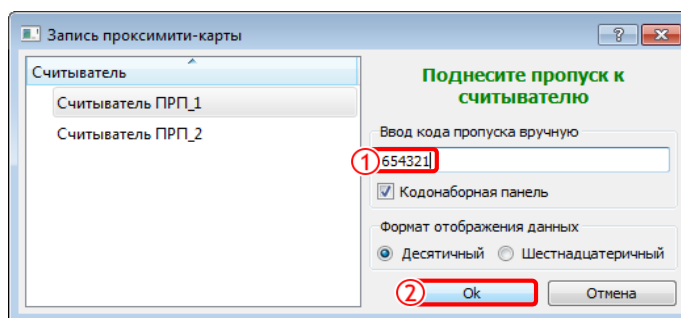 Запись проксимити-карты
Считыватель
Считыватель ПРП_1
Считыватель ПРП_2
Поднесите пропуск к
считывателю
Ввод кода пропуска вручную
1 654321
Кодонаборная панель
Формат отображения данных
Десятичный Шестнадцатеричный
2 Ok Отмена